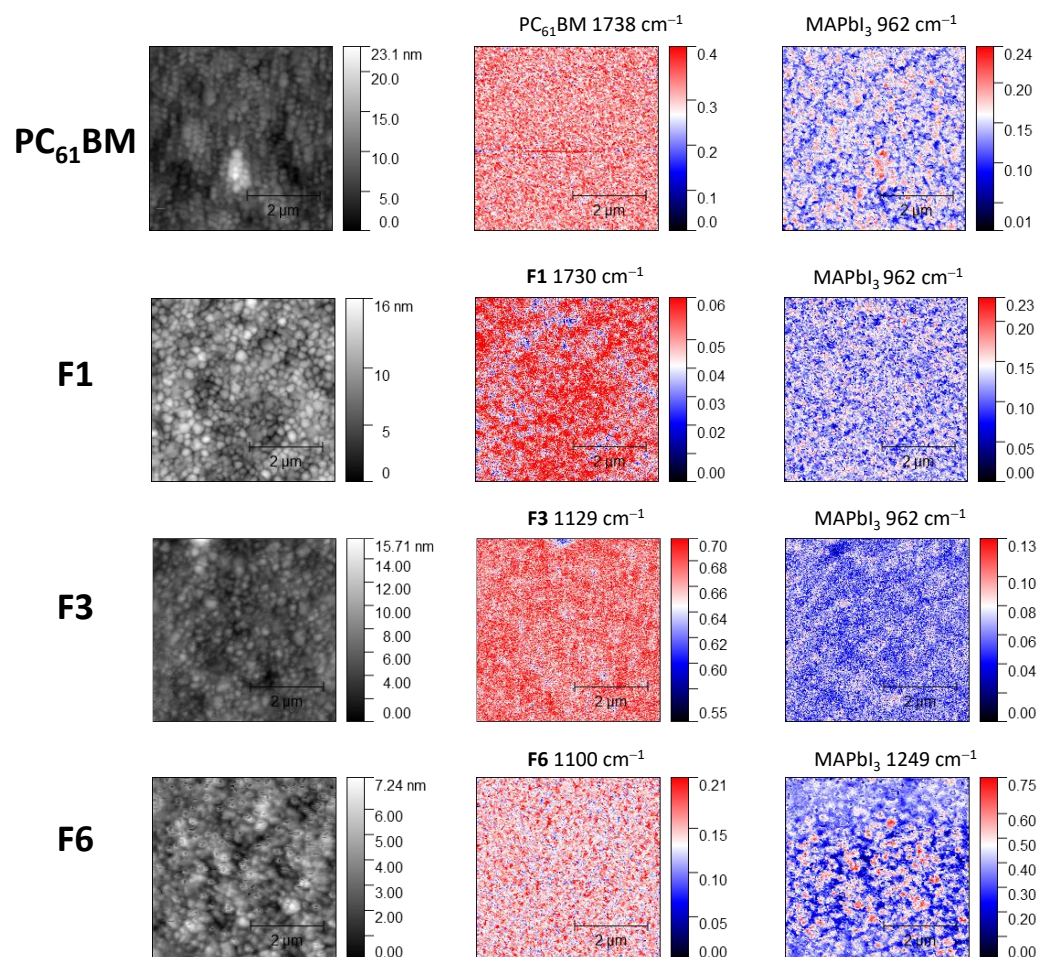 PC₆₁BM 1738 cm⁻¹
MAPbI₃ 962 cm⁻¹
PC₆₁BM
23.1 nm
20.0
15.0
10.0
5.0
0.0
2 µm
0.4
0.3
0.2
0.1
0.0
2 µm
0.24
0.20
0.15
0.10
0.01
2 µm
F1 1730 cm⁻¹
MAPbI₃ 962 cm⁻¹
F1
16 nm
10
5
0
2 µm
0.06
0.05
0.04
0.03
0.02
0.00
2 µm
0.23
0.20
0.15
0.10
0.05
0.00
2 µm
F3 1129 cm⁻¹
MAPbI₃ 962 cm⁻¹
F3
15.71 nm
14.00
12.00
10.00
8.00
6.00
4.00
0.00
2 µm
0.70
0.68
0.66
0.64
0.62
0.60
0.58
0.55
2 µm
0.13
0.10
0.08
0.06
0.04
0.00
2 µm
F6 1100 cm⁻¹
MAPbI₃ 1249 cm⁻¹
F6
7.24 nm
6.00
5.00
4.00
3.00
2.00
0.00
2 µm
0.21
0.15
0.10
0.05
0.00
2 µm
0.75
0.60
0.50
0.40
0.30
0.20
0.00
2 µm